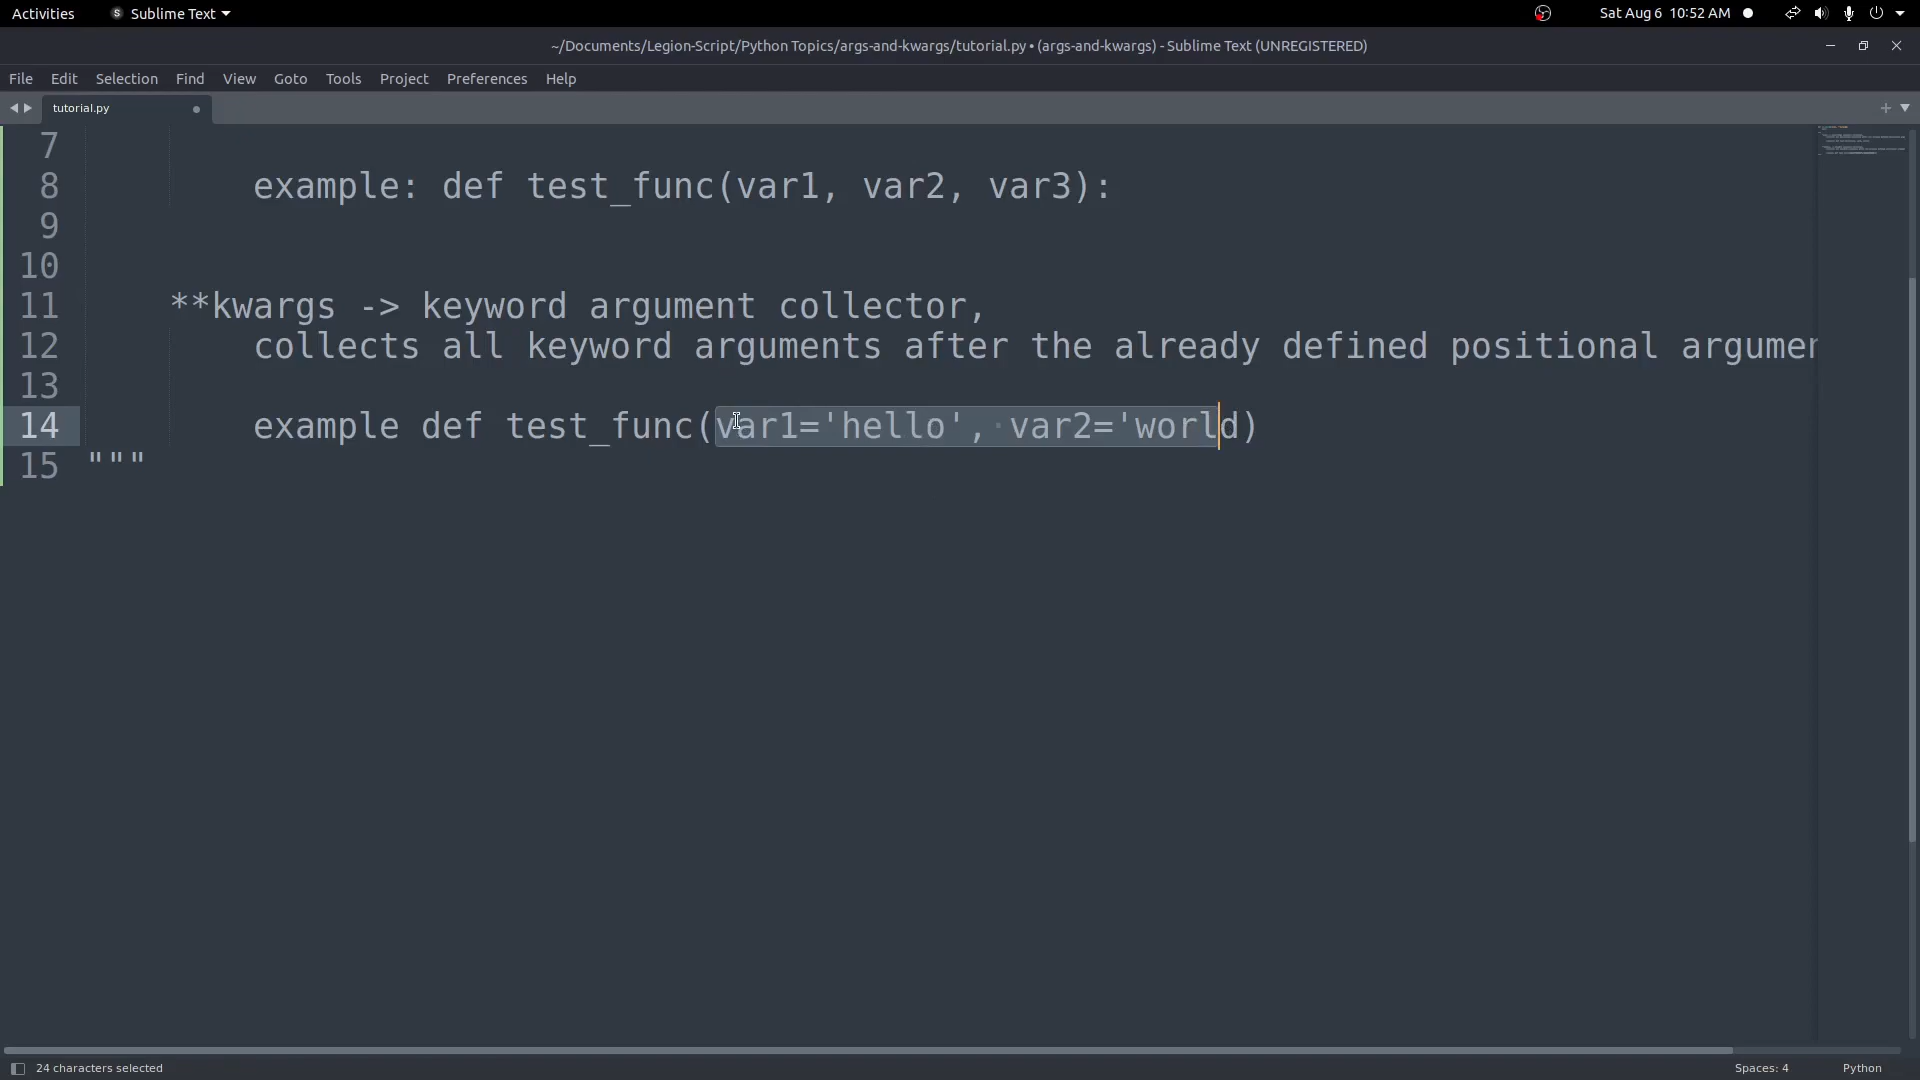 Activities Sublime Text Sat Aug 6 10:52 AM
~/Documents/Legion-Script/Python Topics/args-and-kwargs/tutorial.py • (args-and-kwargs) - Sublime Text (UNREGISTERED)
File Edit Selection Find View Goto Tools Project Preferences Help
tutorial.py
7
8 example: def test_func(var1, var2, var3):
9
10
11 **kwargs -> keyword argument collector,
12 collects all keyword arguments after the already defined positional argumen
13
14 example def test_func(var1='hello', var2='world)
15 """
24 characters selected Spaces: 4 Python